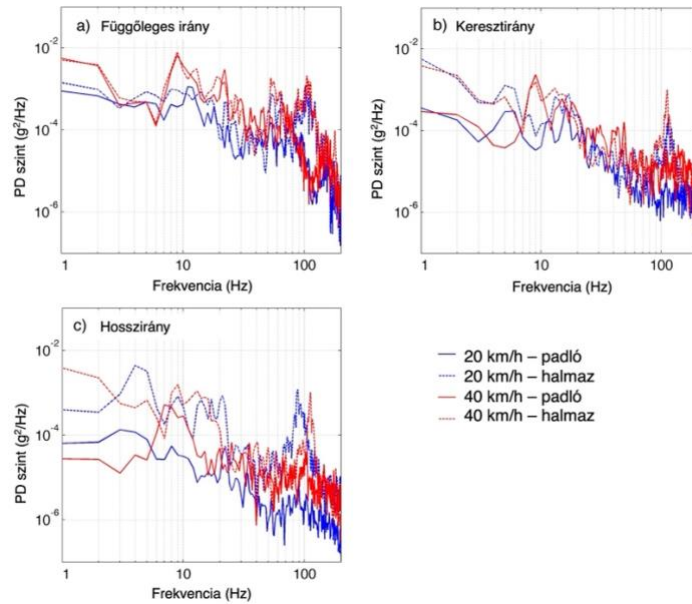 a) Függőleges irány
10⁻²
10⁻⁴
10⁻⁶
PD szint (g²/Hz)
1
10
100
Frekvencia (Hz)
b) Keresztirány
10⁻²
10⁻⁴
10⁻⁶
PD szint (g²/Hz)
1
10
100
Frekvencia (Hz)
c) Hosszirány
10⁻²
10⁻⁴
10⁻⁶
PD szint (g²/Hz)
1
10
100
Frekvencia (Hz)
20 km/h – padló
20 km/h – halmaz
40 km/h – padló
40 km/h – halmaz